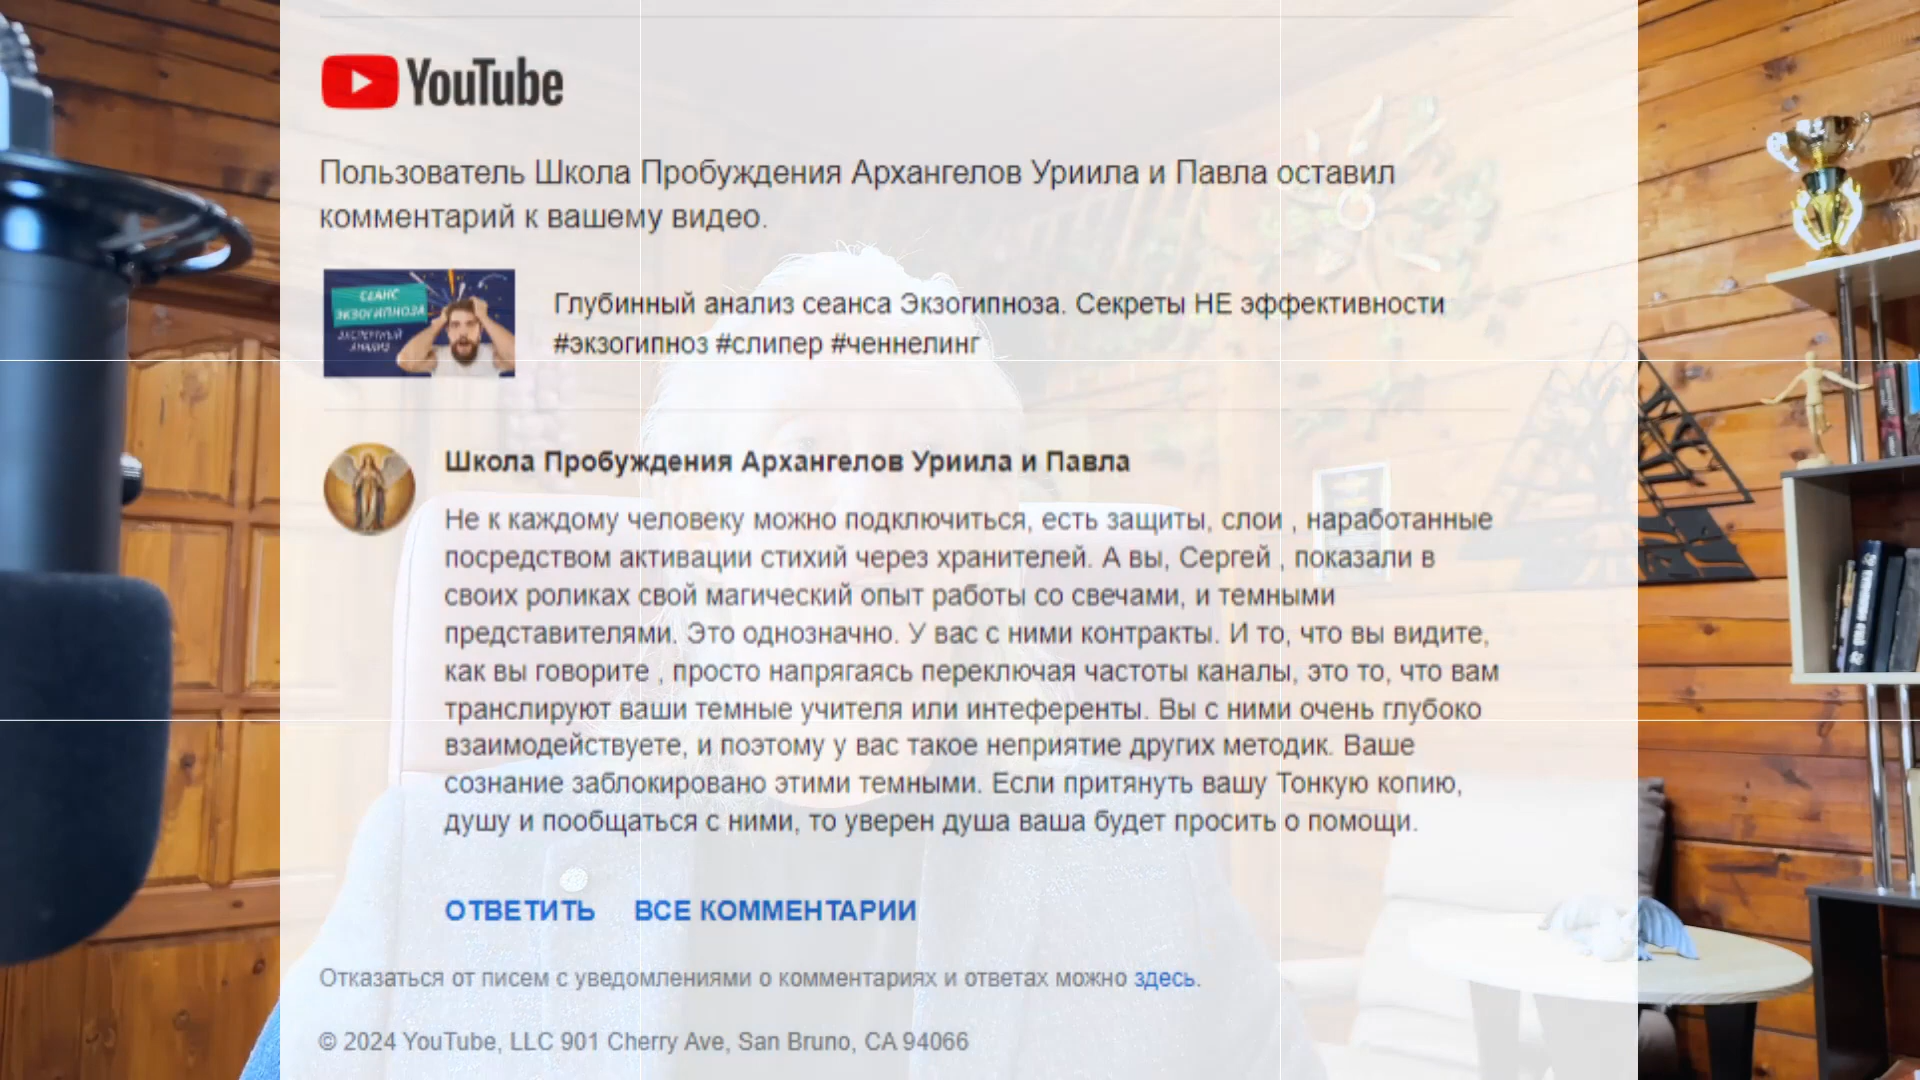 YouTube
Пользователь Школа Пробуждения Архангелов Уриила и Павла оставил
комментарий к вашему видео.
СЕАНС
ЭКЗОГИПНОЗА
ЭКСПЕРТНЫЙ
АНАЛИЗ
Глубинный анализ сеанса Экзогипноза. Секреты НЕ эффективности
#экзогипноз #слипер #ченнелинг
Школа Пробуждения Архангелов Уриила и Павла
Не к каждому человеку можно подключиться, есть защиты, слои , наработанные
посредством активации стихий через хранителей. А вы, Сергей , показали в
своих роликах свой магический опыт работы со свечами, и темными
представителями. Это однозначно. У вас с ними контракты. И то, что вы видите,
как вы говорите , просто напрягаясь переключая частоты каналы, это то, что вам
транслируют ваши темные учителя или интеференты. Вы с ними очень глубоко
взаимодействуете, и поэтому у вас такое неприятие других методик. Ваше
сознание заблокировано этими темными. Если притянуть вашу Тонкую копию,
душу и пообщаться с ними, то уверен душа ваша будет просить о помощи.
ОТВЕТИТЬ ВСЕ КОММЕНТАРИИ
Отказаться от писем с уведомлениями о комментариях и ответах можно здесь.
© 2024 YouTube, LLC 901 Cherry Ave, San Bruno, CA 94066